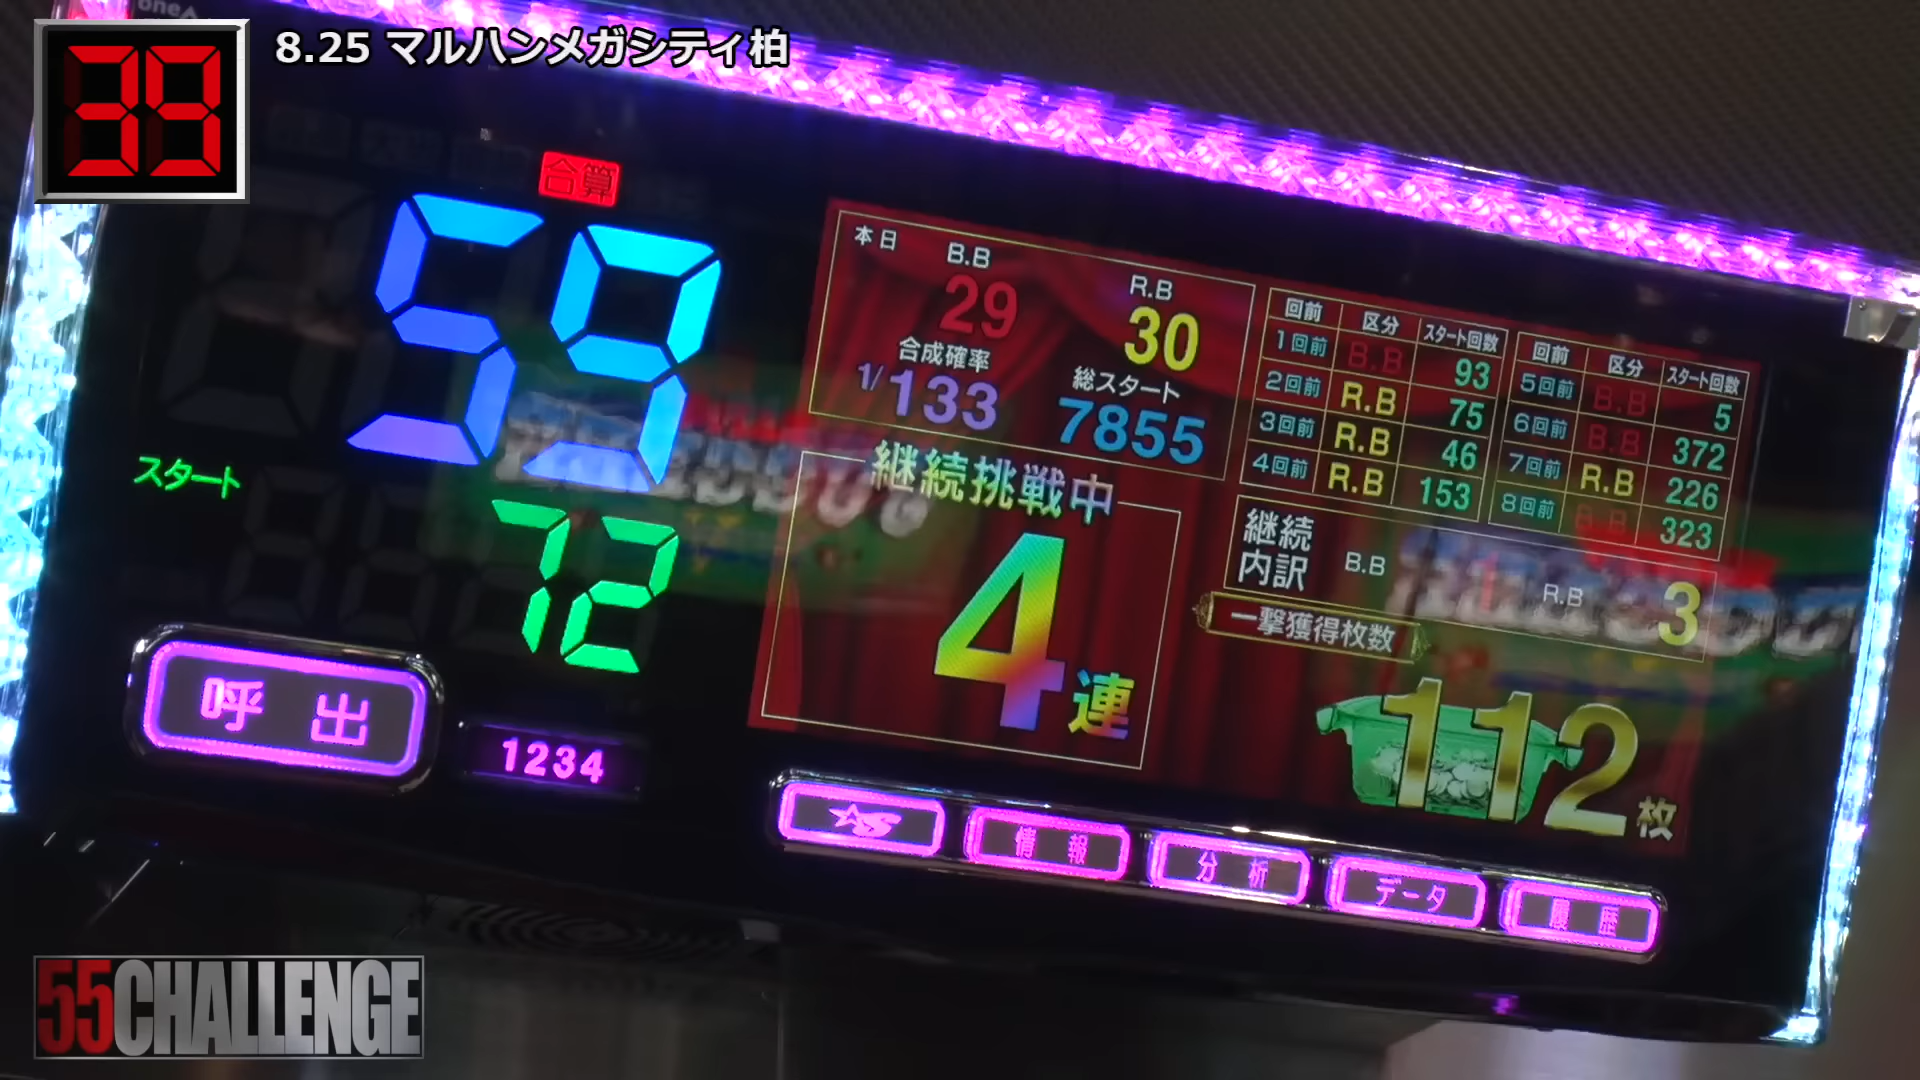 39
8.25 マルハンメガシティ柏
合算
59
スタート
72
呼出
1234
本日
B.B
29
R.B
30
合成確率
1/133
総スタート
7855
継続挑戦中
4連
回前 区分 スタート回数
1回前 B.B 93
2回前 R.B 75
3回前 R.B 46
4回前 R.B 153
回前 区分 スタート回数
5回前 B.B 5
6回前 B.B 372
7回前 R.B 226
8回前 B.B 323
継続内訳 B.B 1 R.B 3
一撃獲得枚数
112枚
☆S
情報
分析
データ
履歴
55CHALLENGE